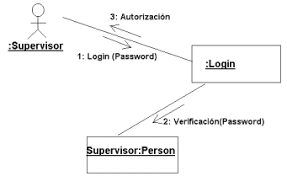 3: Autorización
:Supervisor
1: Login (Password)
:Login
2: Verificación(Password)
Supervisor:Person